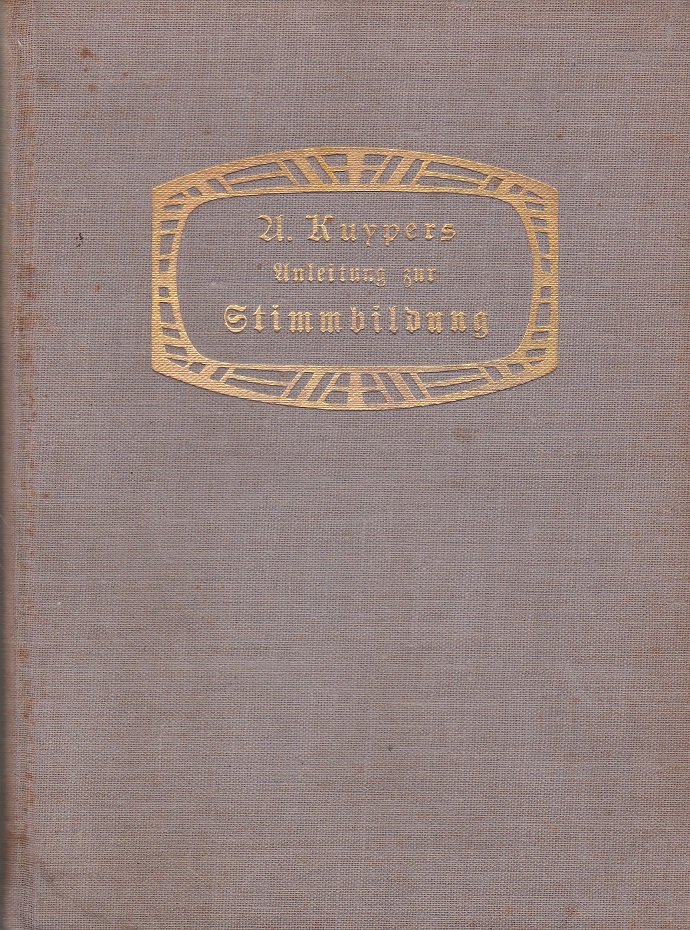 A. Kuypers
Anleitung zur
Stimmbildung